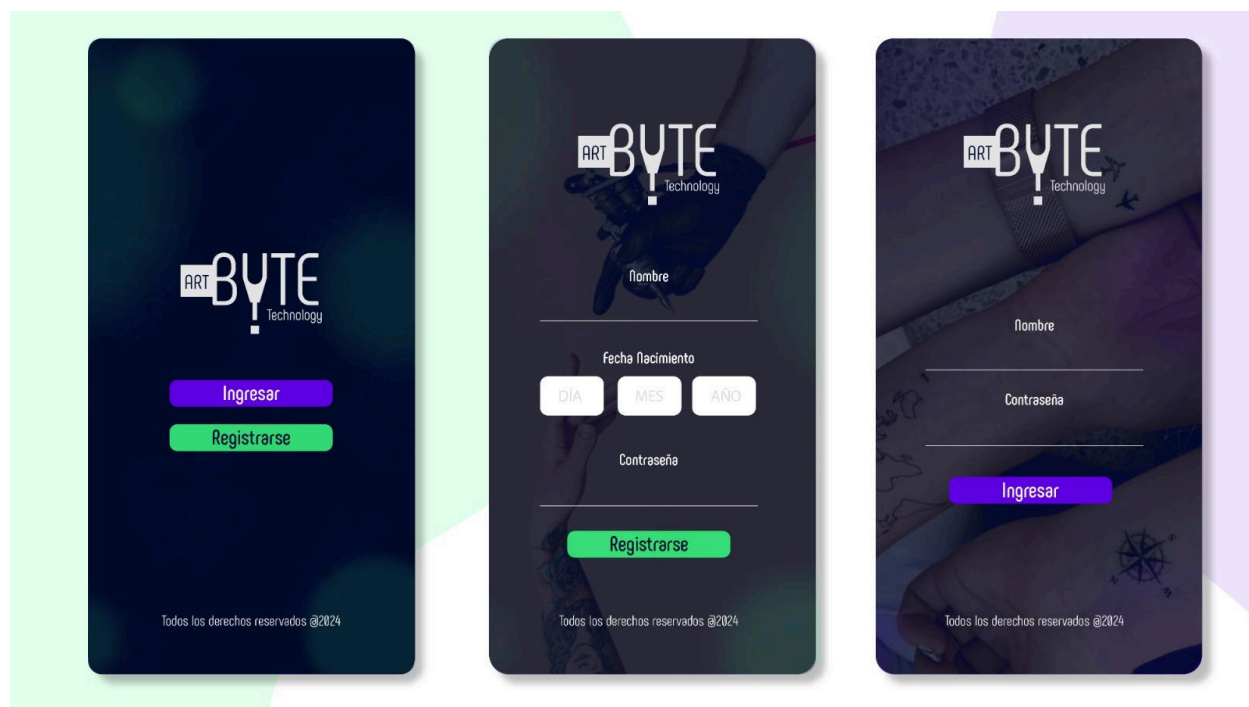 ART BYTE
Technology
Ingresar
Registrarse
Todos los derechos reservados @2024
ART BYTE
Technology
Nombre
Fecha Nacimiento
DÍA MES AÑO
Contraseña
Registrarse
Todos los derechos reservados @2024
ART BYTE
Technology
Nombre
Contraseña
Ingresar
S
N
W
Todos los derechos reservados @2024